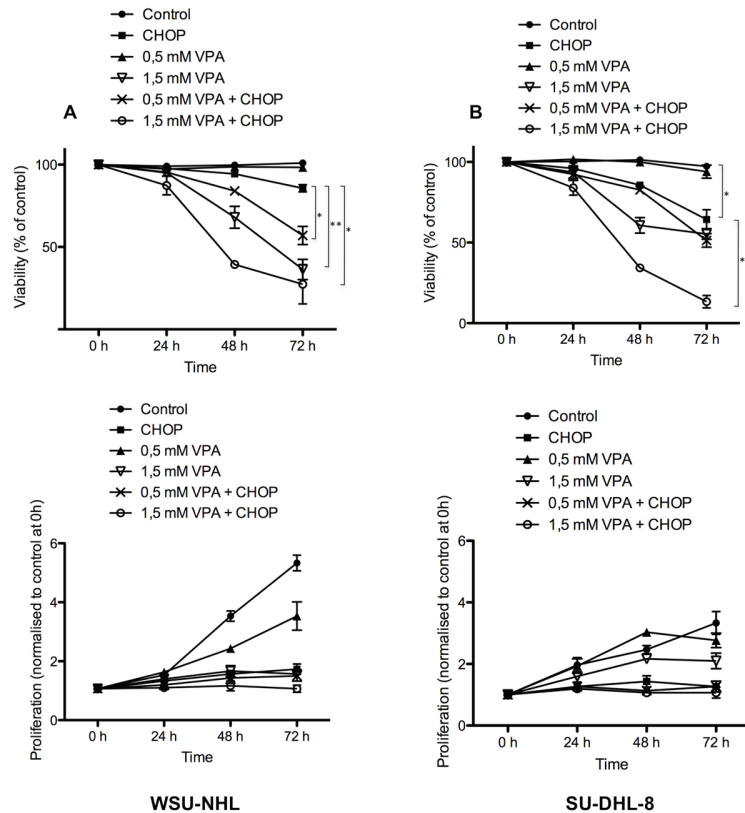 A
Control
CHOP
0,5 mM VPA
1,5 mM VPA
0,5 mM VPA + CHOP
1,5 mM VPA + CHOP
Viability (% of control)
100
50
*
**
*
0 h
24 h
48 h
72 h
Time
B
Control
CHOP
0,5 mM VPA
1,5 mM VPA
0,5 mM VPA + CHOP
1,5 mM VPA + CHOP
Viability (% of control)
100
50
0
*
*
0 h
24 h
48 h
72 h
Time
Control
CHOP
0,5 mM VPA
1,5 mM VPA
0,5 mM VPA + CHOP
1,5 mM VPA + CHOP
Proliferation (normalised to control at 0h)
6
4
2
0
0 h
24 h
48 h
72 h
Time
WSU-NHL
Control
CHOP
0,5 mM VPA
1,5 mM VPA
0,5 mM VPA + CHOP
1,5 mM VPA + CHOP
Proliferation (normalised to control at 0h)
6
4
2
0
0 h
24 h
48 h
72 h
Time
SU-DHL-8